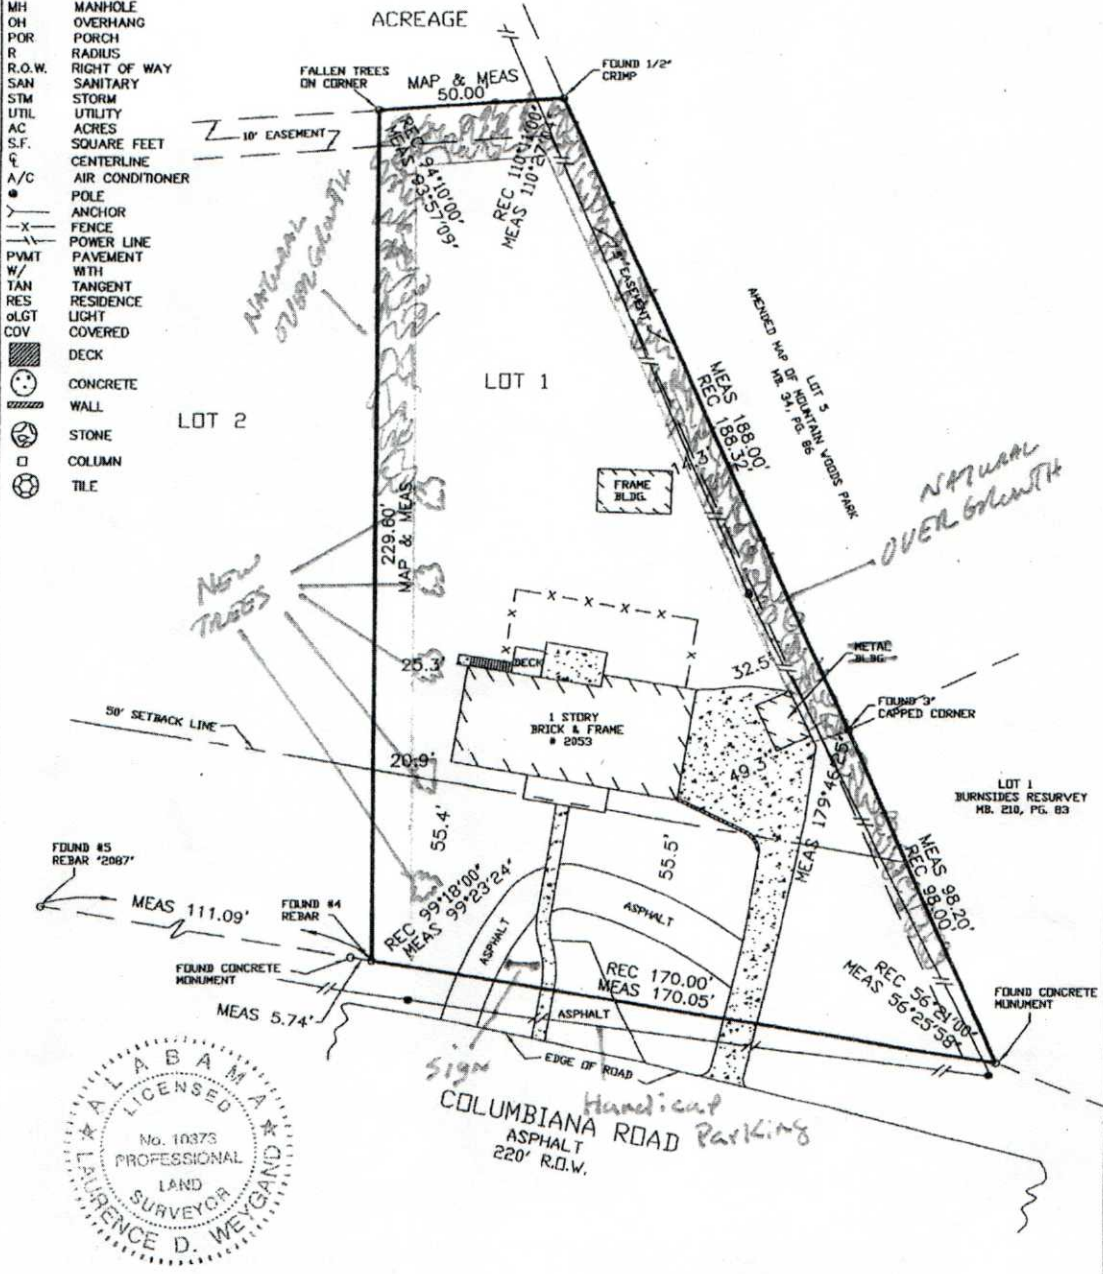 MH MANHOLE
OH OVERHANG
POR PORCH
R RADIUS
R.O.W. RIGHT OF WAY
SAN SANITARY
STM STORM
UTIL UTILITY
AC ACRES
S.F. SQUARE FEET
℄ CENTERLINE
A/C AIR CONDITIONER
POLE
ANCHOR
-x- FENCE
POWER LINE
PVMT PAVEMENT
W/ WITH
TAN TANGENT
RES RESIDENCE
oLGT LIGHT
COV COVERED
DECK
CONCRETE
WALL
STONE
COLUMN
TILE
ACREAGE
FALLEN TREES
ON CORNER
MAP & MEAS
50.00'
FOUND 1/2"
CRIMP
10' EASEMENT
REC 94°10'00"
MEAS 93°57'09"
REC 110°11'00"
MEAS 110°27'
NATURAL
OVERGROWTH
EASEMENT
LOT 1
LOT 2
MEAS 188.00'
REC 188.32'
LOT 5
AMENDED MAP OF MOUNTAIN WOODS PARK
MB. 34, PG. 86
14.3'
FRAME
BLDG.
NATURAL
OVERGROWTH
229.60'
MAP & MEAS
NEW
TREES
25.3'
DECK
32.5'
METAL
BLDG
FOUND 3"
CAPPED CORNER
50' SETBACK LINE
1 STORY
BRICK & FRAME
# 2053
20.9'
49.3'
MEAS 179°46'25"
LOT 1
BURNSIDES RESURVEY
MB. 210, PG. 83
55.4'
55.5'
MEAS 98.20'
REC 98.00'
FOUND #5
REBAR "2087"
MEAS 111.09'
FOUND #4
REBAR
REC 99°18'00"
MEAS 99°23'24"
ASPHALT
ASPHALT
FOUND CONCRETE
MONUMENT
REC 170.00'
MEAS 170.05'
REC 56°21'00"
MEAS 56°25'58"
FOUND CONCRETE
MONUMENT
MEAS 5.74'
ASPHALT
EDGE OF ROAD
Sign
Handicap
Parking
COLUMBIANA ROAD
ASPHALT
220' R.O.W.
ALABAMA
LICENSED
No. 10373
PROFESSIONAL
LAND
SURVEYOR
LAURENCE D. WEYGAND